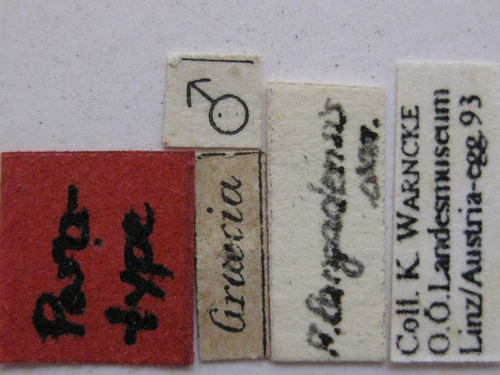 ♂
Para-
type
Graecia
Coll. K. WARNCKE
O.Ö.Landesmuseum
Linz/Austria-egg.93